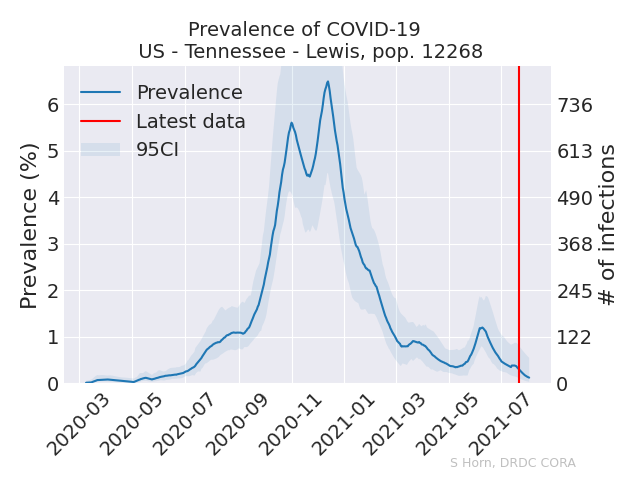 Prevalence of COVID-19
US - Tennessee - Lewis, pop. 12268
Prevalence
Latest data
95CI
Prevalence (%)
6
5
4
3
2
1
0
736
613
490
368
245
122
0
# of infections
2020-03
2020-05
2020-07
2020-09
2020-11
2021-01
2021-03
2021-05
2021-07
S Horn, DRDC CORA